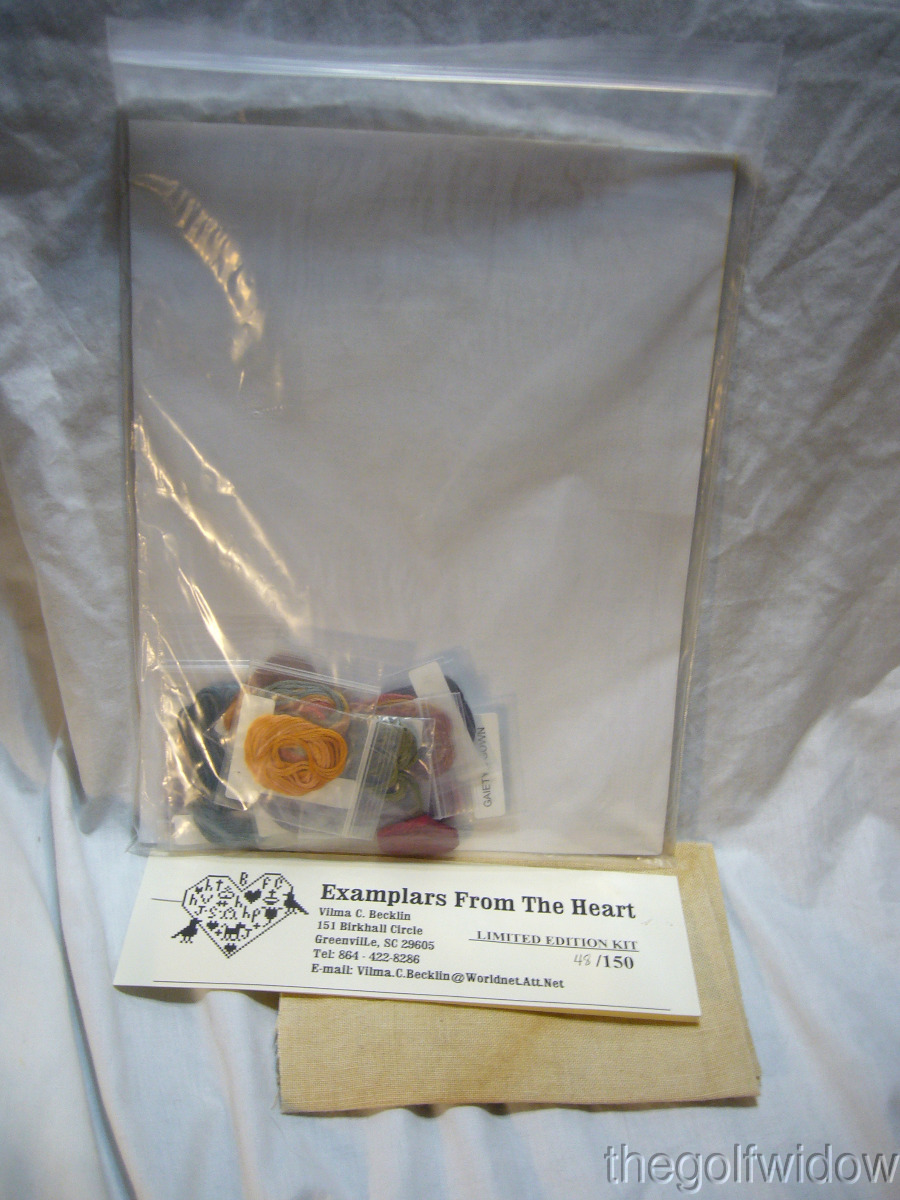 GAIETY
Examplars From The Heart
Vilma C. Becklin
151 Birkhall Circle
Greenville, SC 29605
Tel: 864 - 422-8286
E-mail: Vilma.C.Becklin@Worldnet.Att.Net
LIMITED EDITION KIT
48/150
thegolfwidow